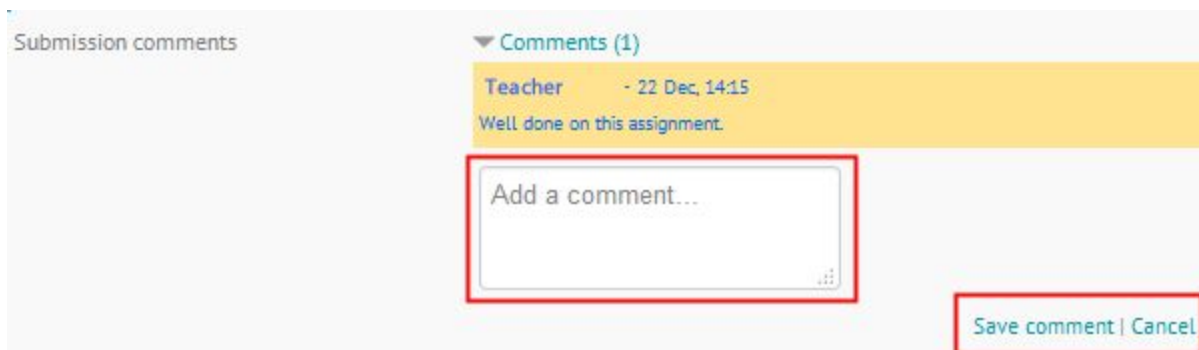 Submission comments
Comments (1)
Teacher - 22 Dec, 14:15
Well done on this assignment.
Add a comment...
Save comment | Cancel